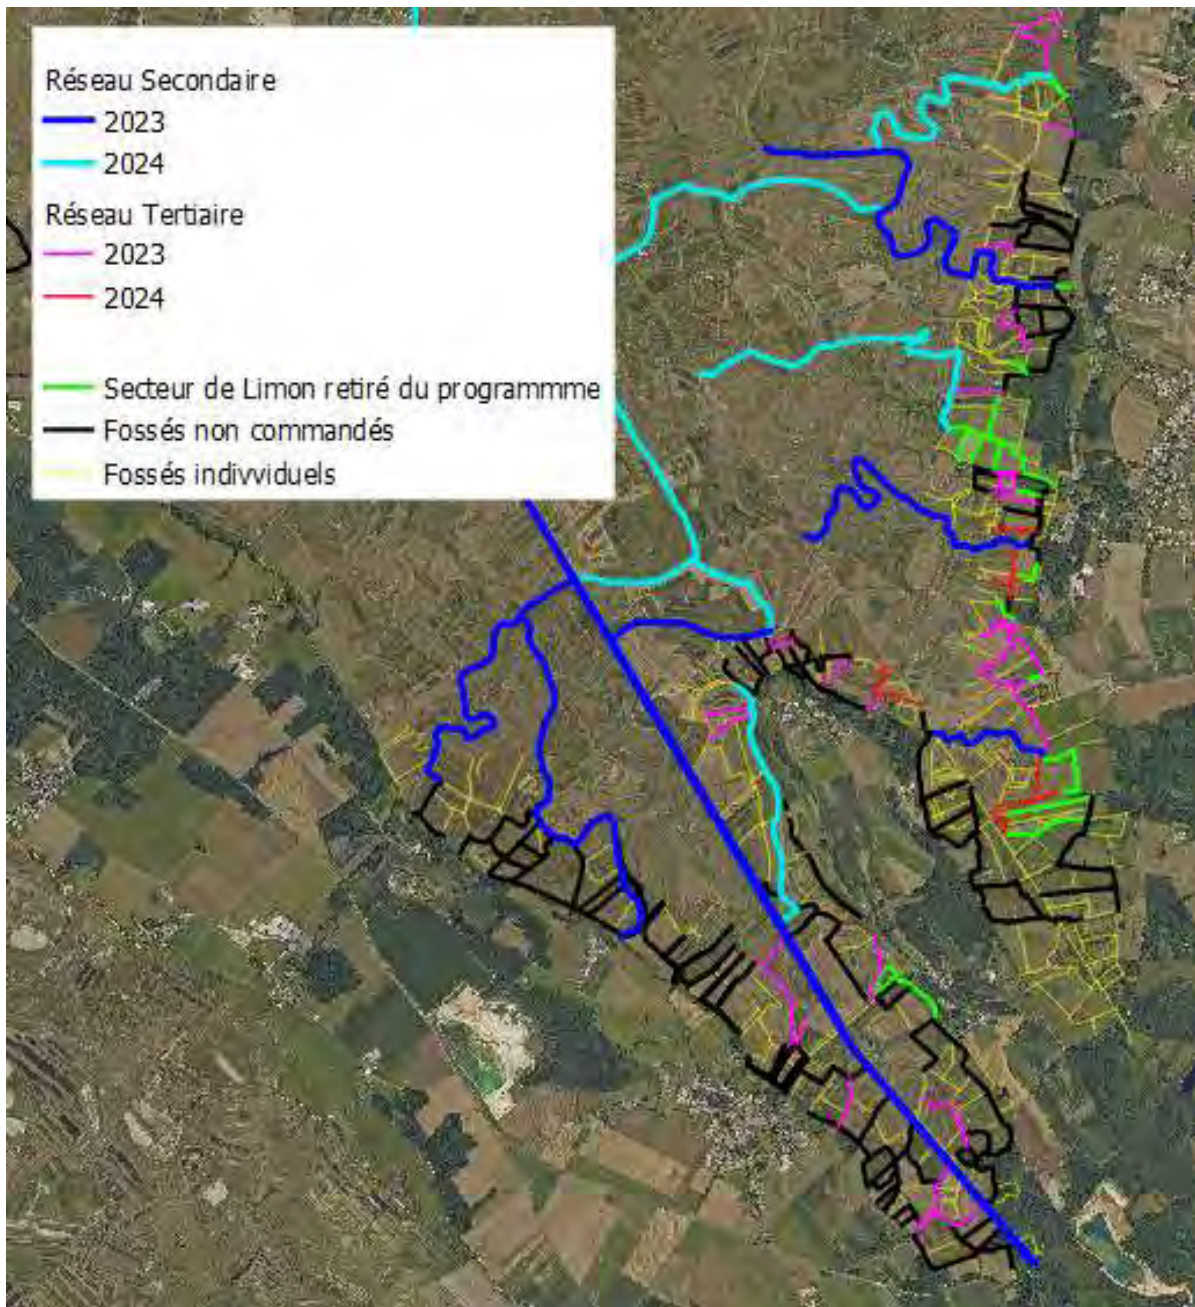 Réseau Secondaire
2023
2024
Réseau Tertiaire
2023
2024
Secteur de Limon retiré du programmme
Fossés non commandés
Fossés indivviduels